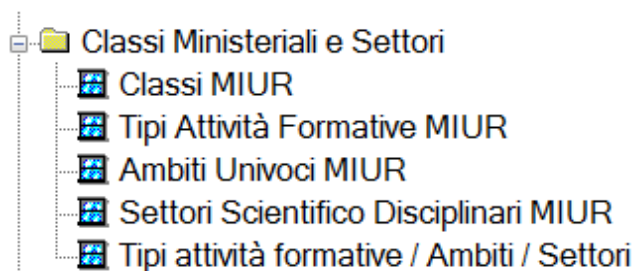 Classi Ministeriali e Settori
Classi MIUR
Tipi Attività Formative MIUR
Ambiti Univoci MIUR
Settori Scientifico Disciplinari MIUR
Tipi attività formative / Ambiti / Settori